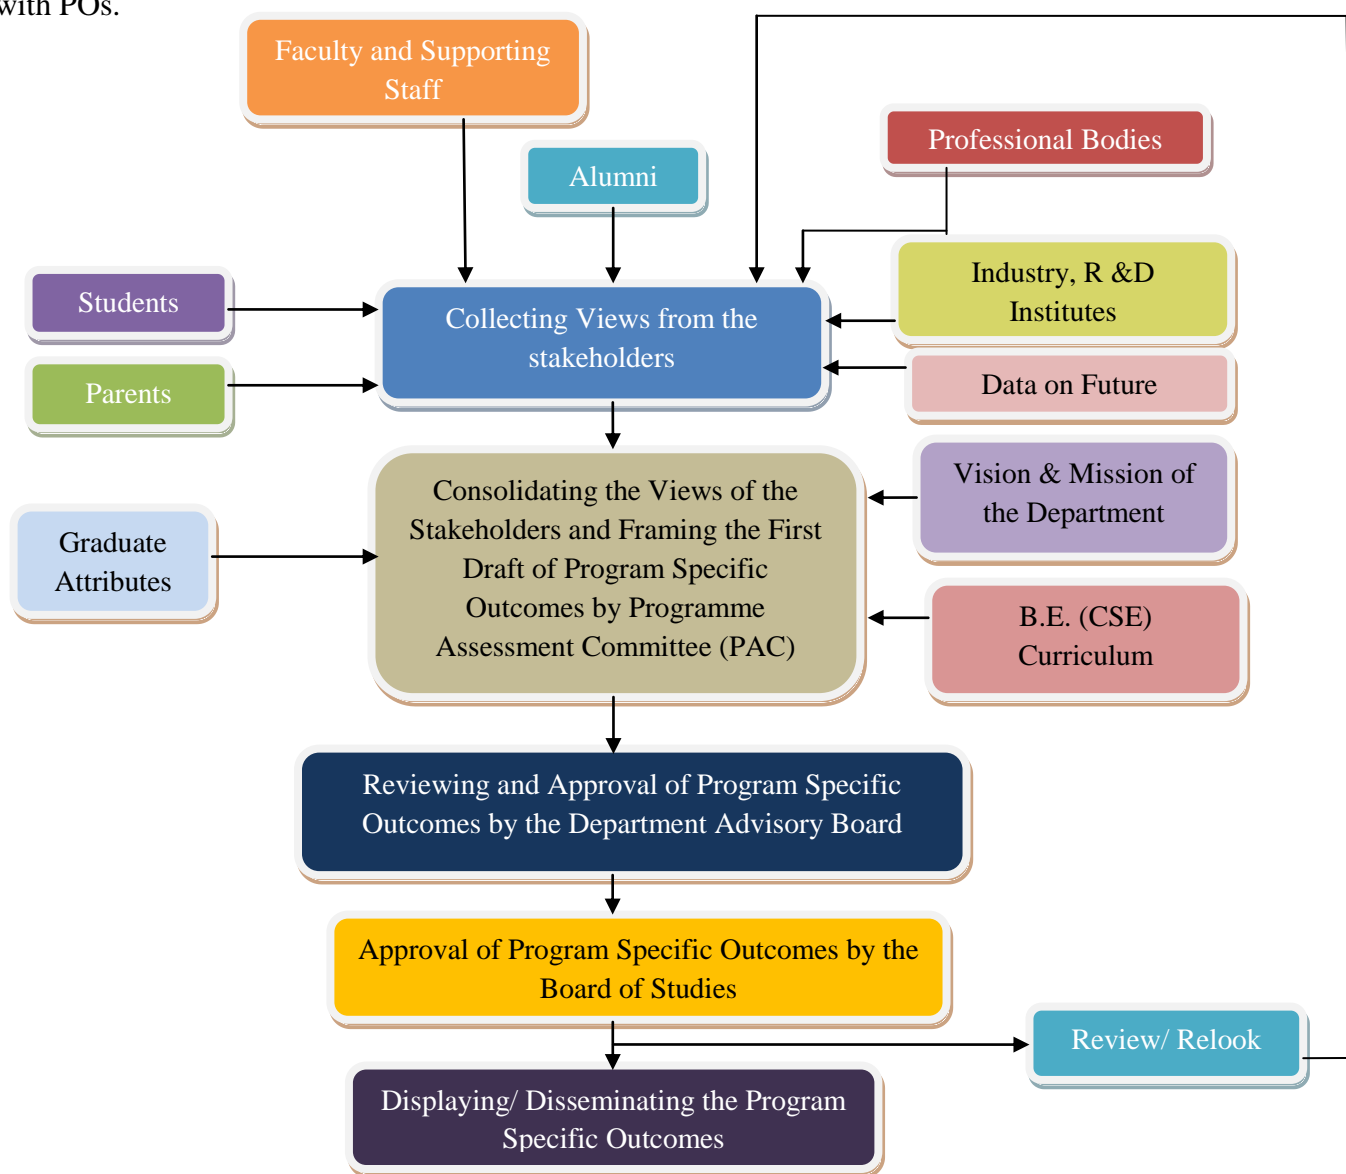 with POs.
Faculty and Supporting
Staff
Professional Bodies
Alumni
Industry, R &D
Institutes
Students
Collecting Views from the
stakeholders
Data on Future
Parents
Vision & Mission of
the Department
Consolidating the Views of the
Stakeholders and Framing the First
Draft of Program Specific
Outcomes by Programme
Assessment Committee (PAC)
Graduate
Attributes
B.E. (CSE)
Curriculum
Reviewing and Approval of Program Specific
Outcomes by the Department Advisory Board
Approval of Program Specific Outcomes by the
Board of Studies
Review/ Relook
Displaying/ Disseminating the Program
Specific Outcomes